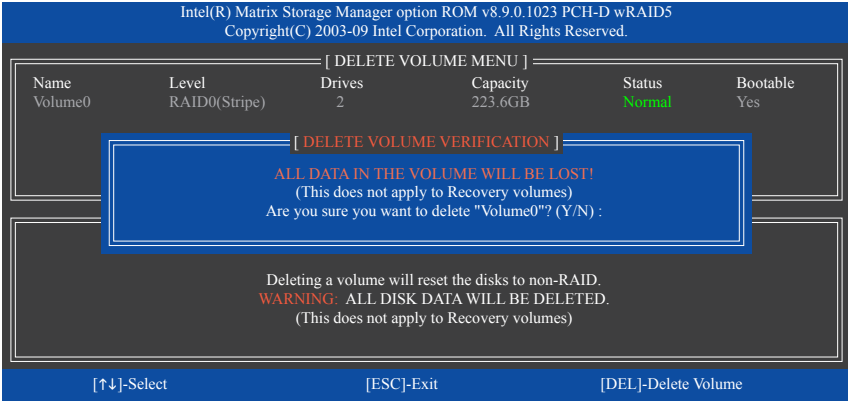 Intel(R) Matrix Storage Manager option ROM v8.9.0.1023 PCH-D wRAID5
Copyright(C) 2003-09 Intel Corporation.  All Rights Reserved.
[ DELETE VOLUME MENU ]
Name Level Drives Capacity Status Bootable
Volume0 RAID0(Stripe) 2 223.6GB Normal Yes
[ DELETE VOLUME VERIFICATION ]
ALL DATA IN THE VOLUME WILL BE LOST!
(This does not apply to Recovery volumes)
Are you sure you want to delete "Volume0"? (Y/N) :
Deleting a volume will reset the disks to non-RAID.
WARNING: ALL DISK DATA WILL BE DELETED.
(This does not apply to Recovery volumes)
[↑↓]-Select [ESC]-Exit [DEL]-Delete Volume